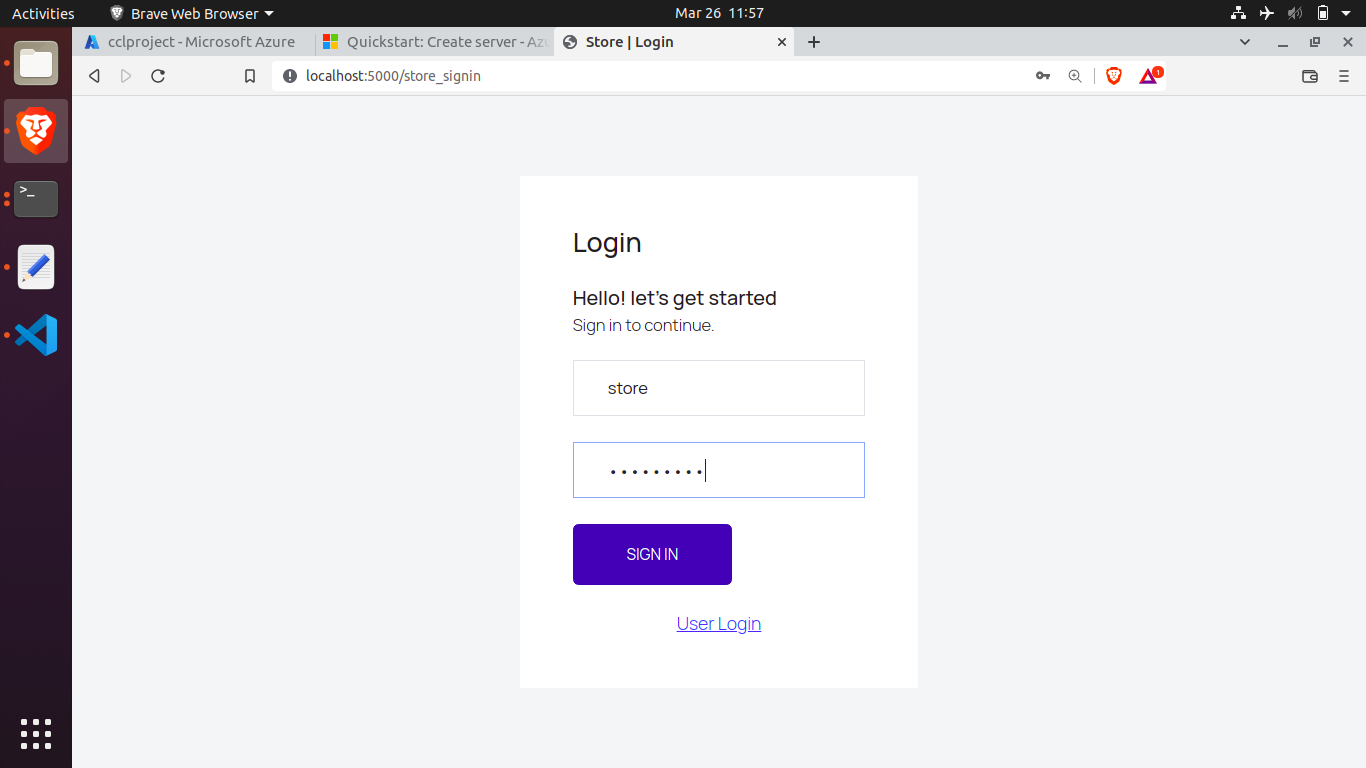 Activities Brave Web Browser Mar 26 11:57
cclproject - Microsoft Azure Quickstart: Create server - Az Store | Login
localhost:5000/store_signin 1
>_
Login
Hello! let's get started
Sign in to continue.
store
•••••••••
SIGN IN
User Login